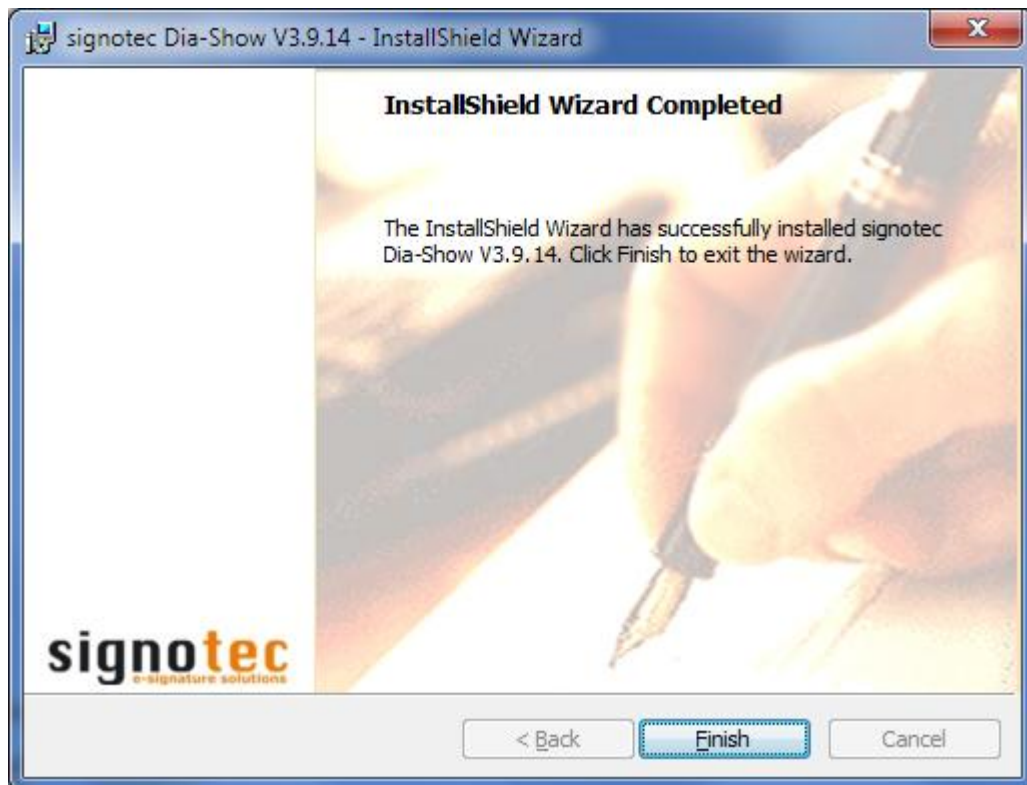 signotec Dia-Show V3.9.14 - InstallShield Wizard
InstallShield Wizard Completed
The InstallShield Wizard has successfully installed signotec
Dia-Show V3.9.14. Click Finish to exit the wizard.
signotec
e-signature solutions
< Back
Finish
Cancel